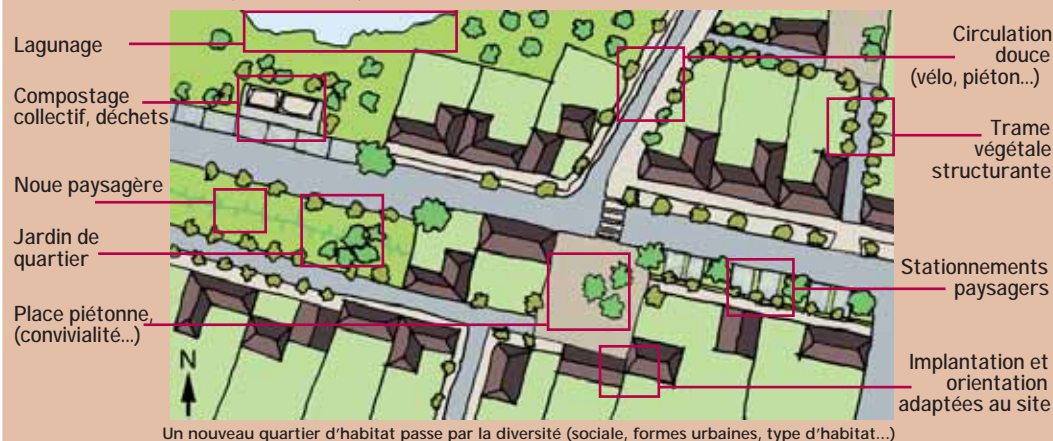 Lagunage
Compostage
collectif, déchets
Noue paysagère
Jardin de
quartier
Place piétonne,
(convivialité...)
N
Circulation
douce
(vélo, piéton...)
Trame
végétale
structurante
Stationnements
paysagers
Implantation et
orientation
adaptées au site
Un nouveau quartier d'habitat passe par la diversité (sociale, formes urbaines, type d'habitat...)